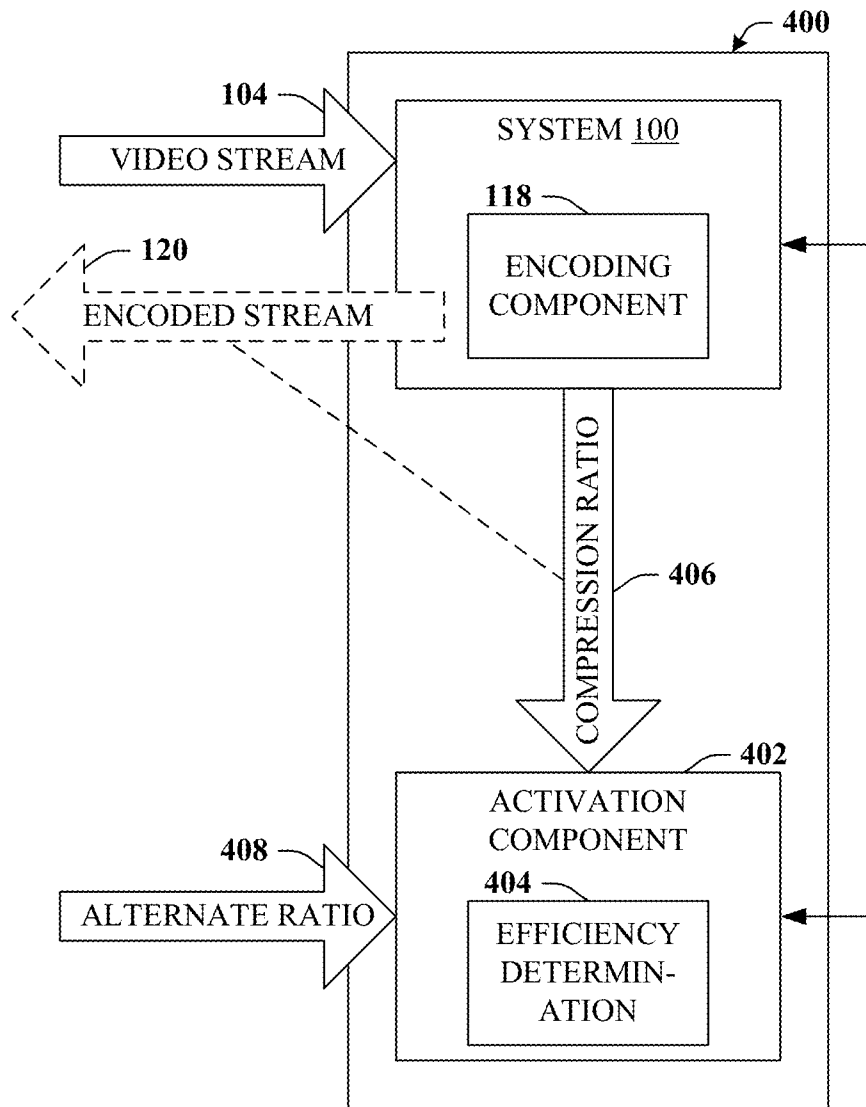 400
104
VIDEO STREAM
SYSTEM 100
118
ENCODING
COMPONENT
120
ENCODED STREAM
COMPRESSION RATIO
406
402
ACTIVATION
COMPONENT
408
ALTERNATE RATIO
404
EFFICIENCY
DETERMIN-
ATION